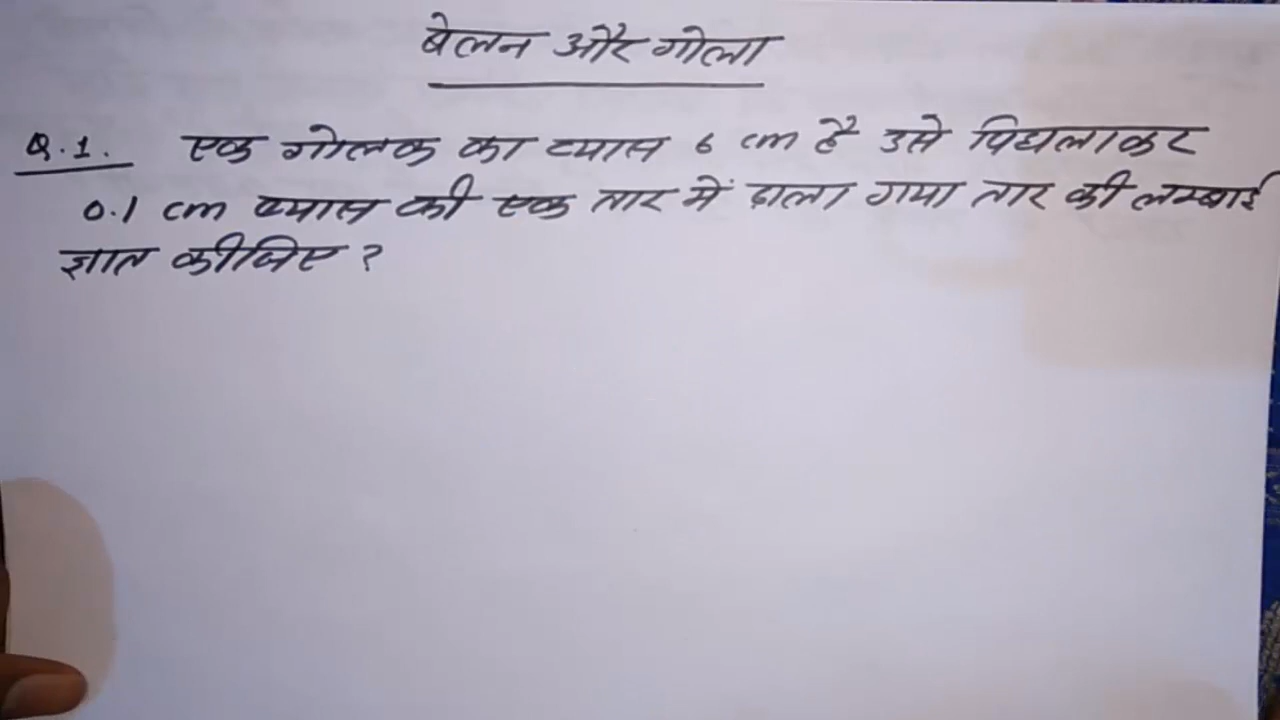 बेलन और गोला
Q.1. एक गोलक का व्यास 6 cm है उसे पिघलाकर
0.1 cm व्यास की एक तार में ढाला गया तार की लम्बाई
ज्ञात कीजिए ?